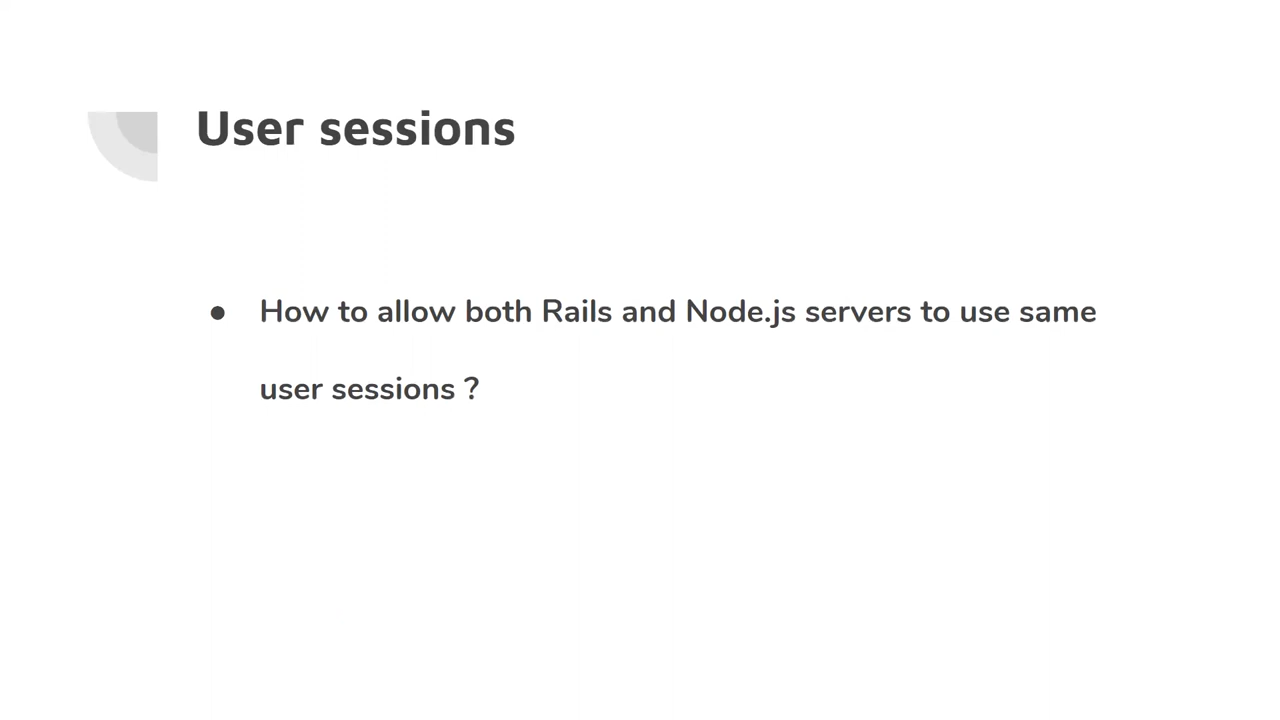 User sessions
● How to allow both Rails and Node.js servers to use same
user sessions ?